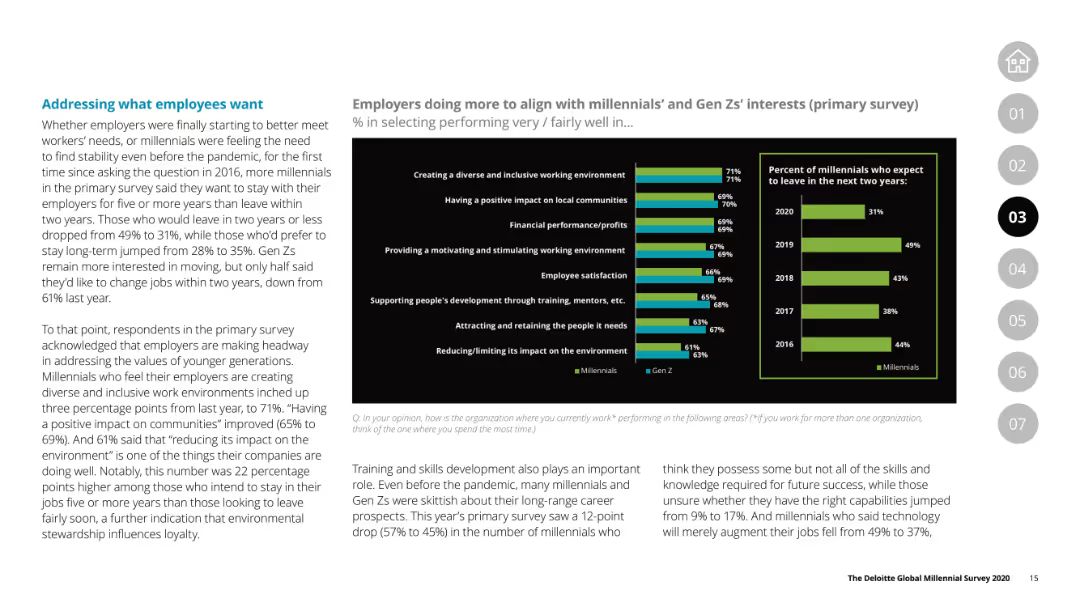 Addressing what employees want
Whether employers were finally starting to better meet
workers' needs, or millennials were feeling the need
to find stability even before the pandemic, for the first
time since asking the question in 2016, more millennials
in the primary survey said they want to stay with their
employers for five or more years than leave within
two years. Those who would leave in two years or less
dropped from 49% to 31%, while those who'd prefer to
stay long-term jumped from 28% to 35%. Gen Zs
remain more interested in moving, but only half said
they'd like to change jobs within two years, down from
61% last year.
To that point, respondents in the primary survey
acknowledged that employers are making headway
in addressing the values of younger generations.
Millennials who feel their employers are creating
diverse and inclusive work environments inched up
three percentage points from last year, to 71%. “Having
a positive impact on communities” improved (65% to
69%). And 61% said that “reducing its impact on the
environment” is one of the things their companies are
doing well. Notably, this number was 22 percentage
points higher among those who intend to stay in their
jobs five or more years than those looking to leave
fairly soon, a further indication that environmental
stewardship influences loyalty.
Employers doing more to align with millennials' and Gen Zs' interests (primary survey)
% in selecting performing very / fairly well in...
Creating a diverse and inclusive working environment 71%
71%
Having a positive impact on local communities 69%
70%
Financial performance/profits 69%
69%
Providing a motivating and stimulating working environment 67%
69%
Employee satisfaction 66%
69%
Supporting people's development through training, mentors, etc. 65%
68%
Attracting and retaining the people it needs 63%
67%
Reducing/limiting its impact on the environment 61%
63%
Millennials Gen Z
Percent of millennials who expect
to leave in the next two years:
2020 31%
2019 49%
2018 43%
2017 38%
2016 44%
Millennials
Q: In your opinion, how is the organization where you currently work* performing in the following areas? (*If you work for more than one organization,
think of the one where you spend the most time.)
Training and skills development also plays an important
role. Even before the pandemic, many millennials and
Gen Zs were skittish about their long-range career
prospects. This year's primary survey saw a 12-point
drop (57% to 45%) in the number of millennials who
think they possess some but not all of the skills and
knowledge required for future success, while those
unsure whether they have the right capabilities jumped
from 9% to 17%. And millennials who said technology
will merely augment their jobs fell from 49% to 37%,
01
02
03
04
05
06
07
The Deloitte Global Millennial Survey 2020 15